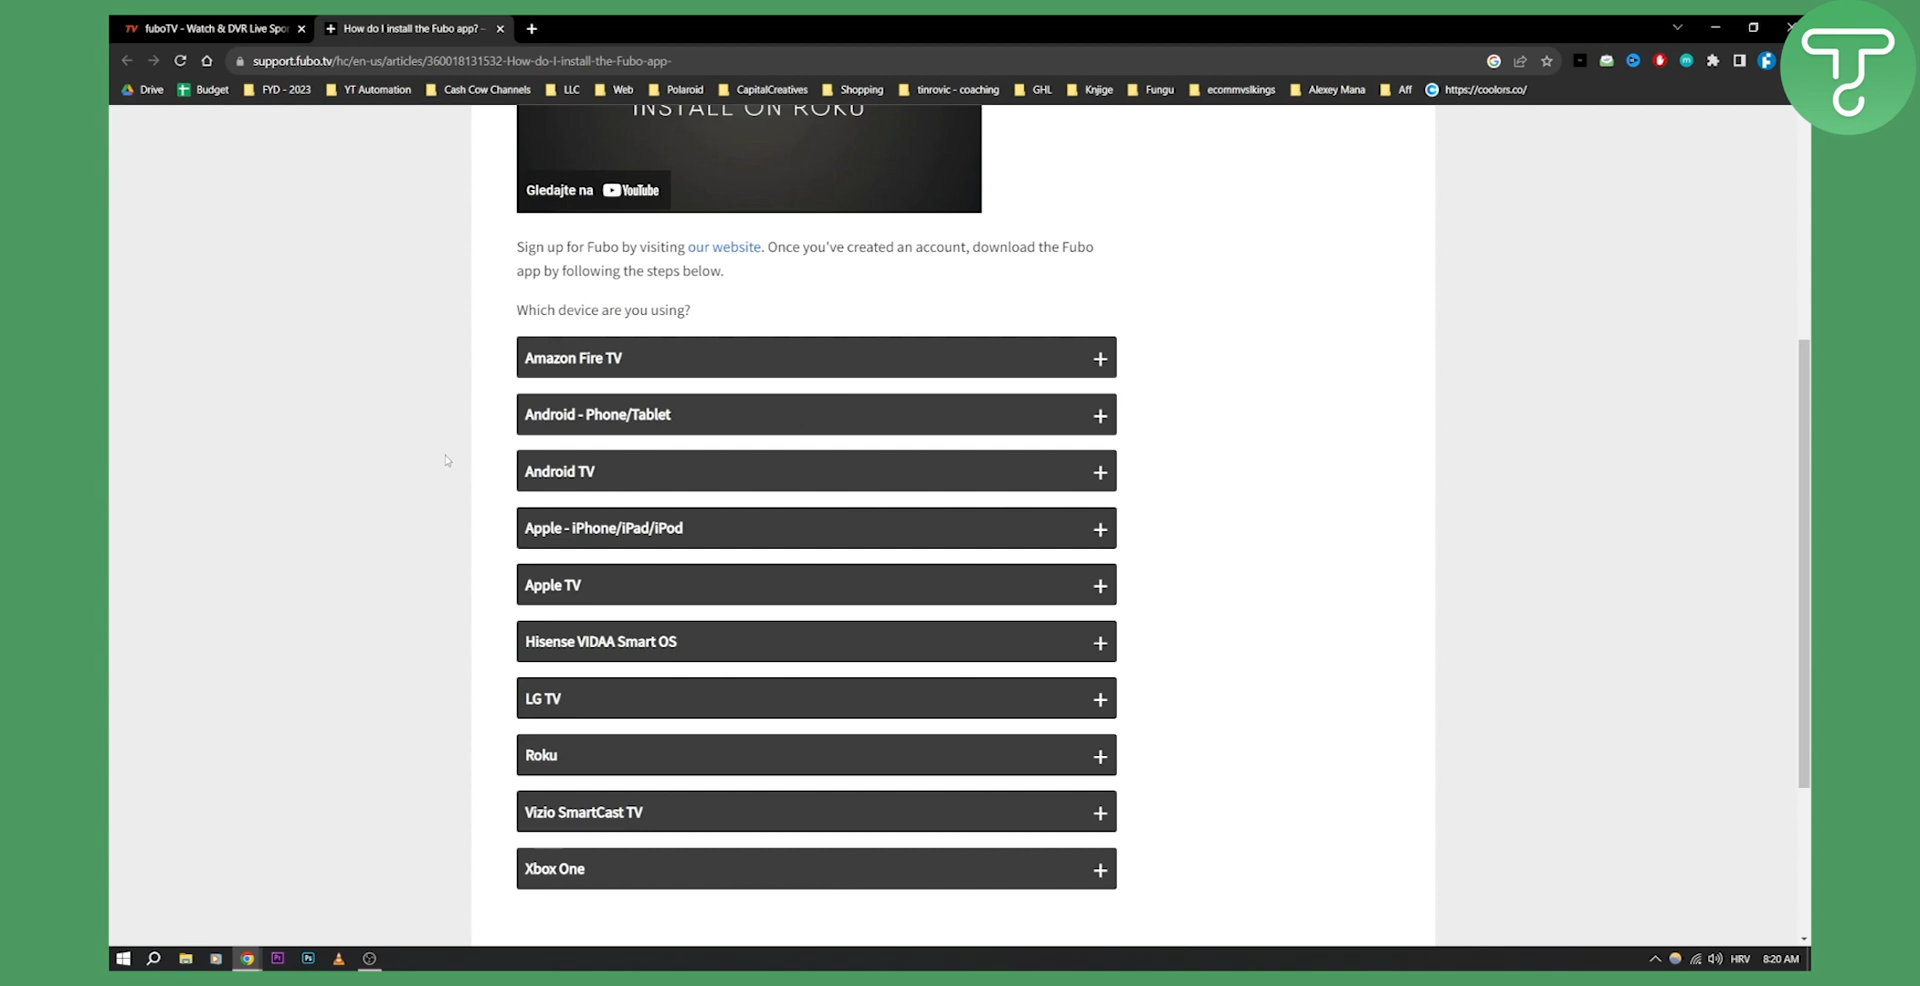 TV fuboTV - Watch & DVR Live Spo
How do I install the Fubo app? –
support.fubo.tv/hc/en-us/articles/360018131532-How-do-I-install-the-Fubo-app-
Drive Budget FYD - 2023 YT Automation Cash Cow Channels LLC Web Polaroid CapitalCreatives Shopping tinrovic - coaching GHL Knjige Fungu ecommvslkings Alexey Mana Aff https://coolors.co/
INSTALL ON ROKU
Gledajte na YouTube
Sign up for Fubo by visiting our website. Once you've created an account, download the Fubo
app by following the steps below.
Which device are you using?
Amazon Fire TV
Android - Phone/Tablet
Android TV
Apple - iPhone/iPad/iPod
Apple TV
Hisense VIDAA Smart OS
LG TV
Roku
Vizio SmartCast TV
Xbox One
HRV 8:20 AM